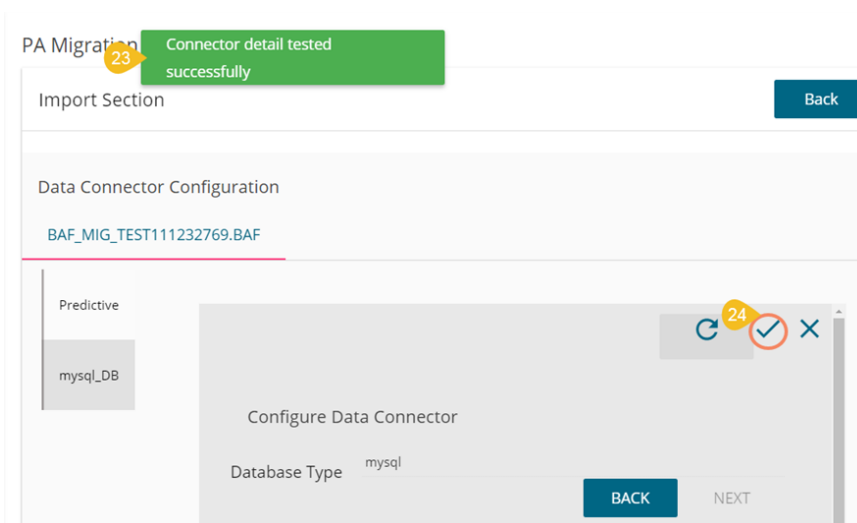 PA Migration
23
Connector detail tested
successfully
Import Section
Back
Data Connector Configuration
BAF_MIG_TEST111232769.BAF
Predictive
24
mysql_DB
Configure Data Connector
Database Type
mysql
BACK
NEXT